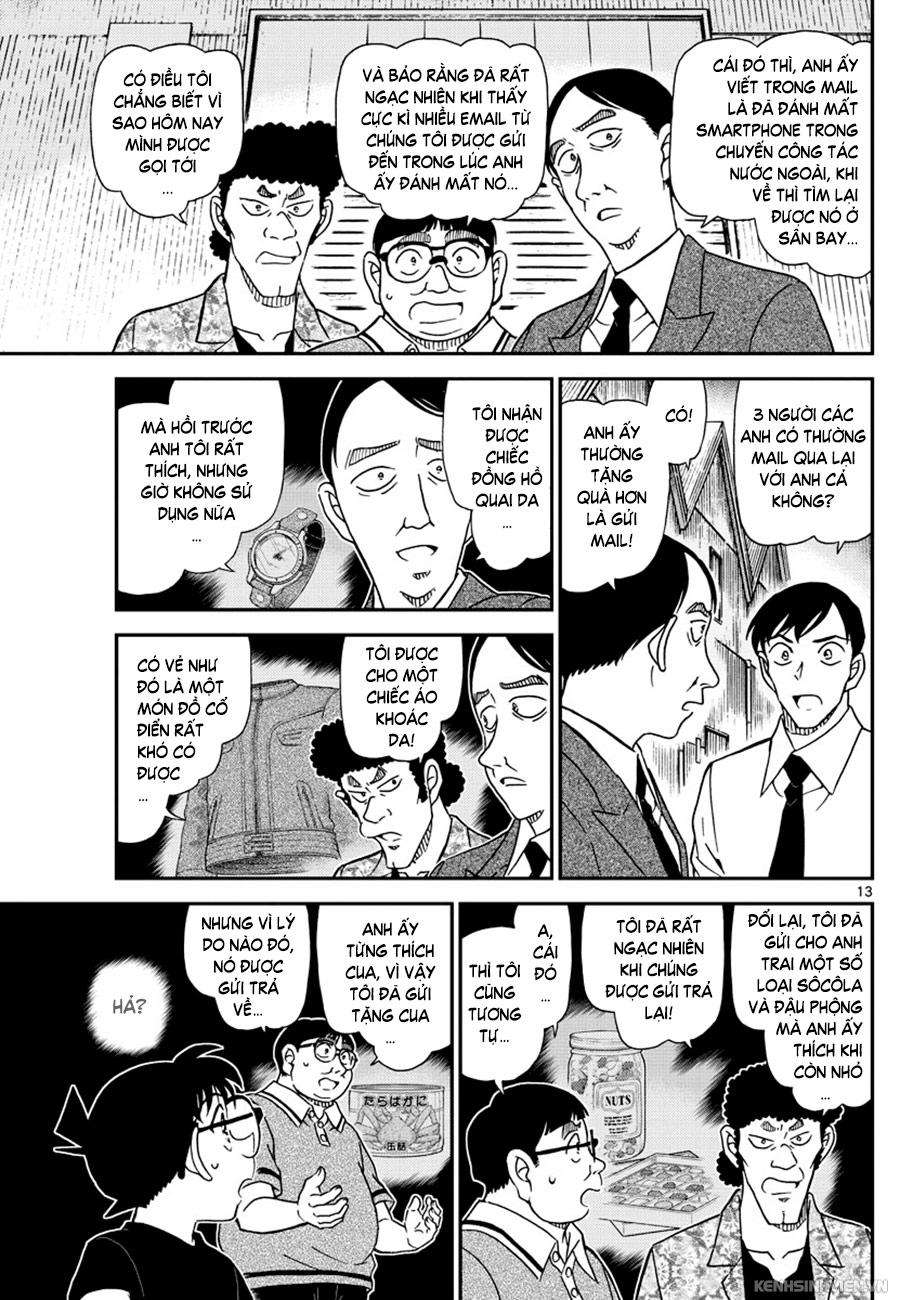 CÁI ĐÓ THÌ, ANH ẤY
VIẾT TRONG MAIL
LÀ ĐÃ ĐÁNH MẤT
SMARTPHONE TRONG
CHUYẾN CÔNG TÁC
NƯỚC NGOÀI, KHI
VỀ THÌ TÌM LẠI
ĐƯỢC NÓ Ở
SÂN BAY...
VÀ BẢO RẰNG ĐÃ RẤT
NGẠC NHIÊN KHI THẤY
CỰC KÌ NHIỀU EMAIL TỪ
CHÚNG TÔI ĐƯỢC GỬI
ĐẾN TRONG LÚC ANH
ẤY ĐÁNH MẤT NÓ...
CÓ ĐIỀU TÔI
CHẲNG BIẾT VÌ
SAO HÔM NAY
MÌNH ĐƯỢC
GỌI TỚI
...
3 NGƯỜI CÁC
ANH CÓ THƯỜNG
MAIL QUA LẠI
VỚI ANH CẢ
KHÔNG?
CÓ!
ANH ẤY
THƯỜNG
TẶNG
QUÀ HƠN
LÀ GỬI
MAIL!
TÔI NHẬN
ĐƯỢC
CHIẾC
ĐỒNG HỒ
QUAI DA
...
MÀ HỒI TRƯỚC
ANH TÔI RẤT
THÍCH, NHƯNG
GIỜ KHÔNG SỬ
DỤNG NỮA
...
TÔI ĐƯỢC
CHO MỘT
CHIẾC ÁO
KHOÁC
DA!
CÓ VẺ NHƯ
ĐÓ LÀ MỘT
MÓN ĐỒ CỔ
ĐIỂN RẤT
KHÓ CÓ
ĐƯỢC
...
13
ĐỔI LẠI, TÔI ĐÃ
GỬI CHO ANH
TRAI MỘT SỐ
LOẠI SÔCÔLA
VÀ ĐẬU PHỘNG
MÀ ANH ẤY
THÍCH KHI
CÒN NHỎ
...
TÔI ĐÃ RẤT
NGẠC NHIÊN
KHI CHÚNG
ĐƯỢC GỬI TRẢ
LẠI!
NUTS
A,
CÁI
ĐÓ
...
THÌ TÔI
CŨNG
TƯƠNG
TỰ...
ANH ẤY
TỪNG THÍCH
CUA, VÌ VẬY
TÔI ĐÃ GỬI
TẶNG CUA
...
たらばがに
缶詰
NHƯNG VÌ LÝ
DO NÀO ĐÓ,
NÓ ĐƯỢC
GỬI TRẢ
VỀ...
HẢ?
KENHSINHVIEN.VN